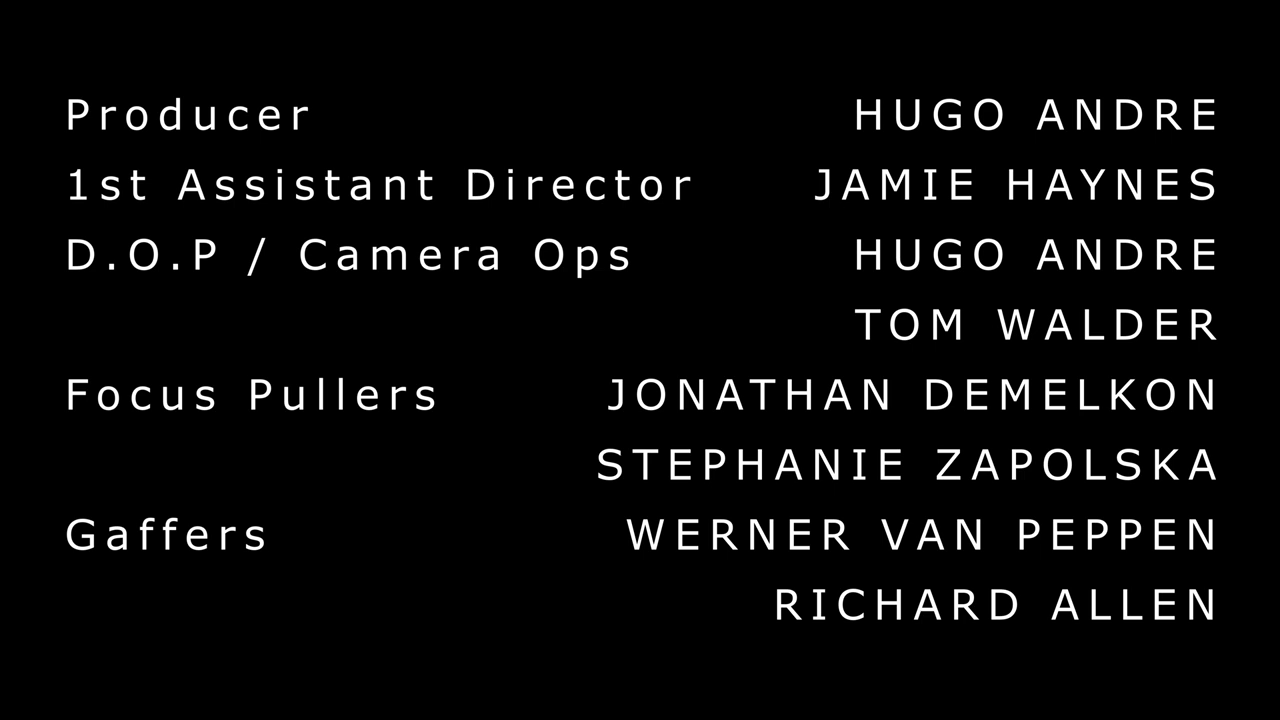 Producer HUGO ANDRE
1st Assistant Director JAMIE HAYNES
D.O.P / Camera Ops HUGO ANDRE
TOM WALDER
Focus Pullers JONATHAN DEMELKON
STEPHANIE ZAPOLSKA
Gaffers WERNER VAN PEPPEN
RICHARD ALLEN